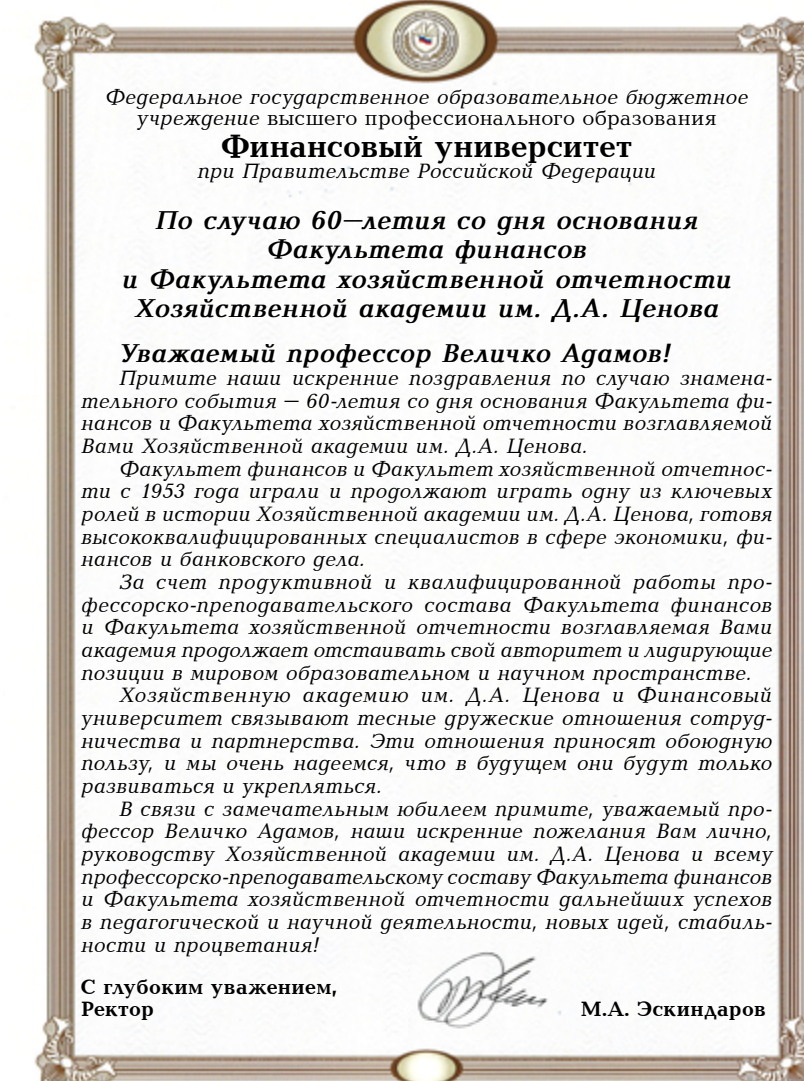 Федеральное государственное образовательное бюджетное
учреждение высшего профессионального образования
Финансовый университет
при Правительстве Российской Федерации
По случаю 60—летия со дня основания
Факультета финансов
и Факультета хозяйственной отчетности
Хозяйственной академии им. Д.А. Ценова
Уважаемый профессор Величко Адамов!
Примите наши искренние поздравления по случаю знамена-
тельного события — 60-летия со дня основания Факультета фи-
нансов и Факультета хозяйственной отчетности возглавляемой
Вами Хозяйственной академии им. Д.А. Ценова.
Факультет финансов и Факультет хозяйственной отчетнос-
ти с 1953 года играли и продолжают играть одну из ключевых
ролей в истории Хозяйственной академии им. Д.А. Ценова, готовя
высококвалифицированных специалистов в сфере экономики, фи-
нансов и банковского дела.
За счет продуктивной и квалифицированной работы про-
фессорско-преподавательского состава Факультета финансов
и Факультета хозяйственной отчетности возглавляемая Вами
академия продолжает отстаивать свой авторитет и лидирующие
позиции в мировом образовательном и научном пространстве.
Хозяйственную академию им. Д.А. Ценова и Финансовый
университет связывают тесные дружеские отношения сотруд-
ничества и партнерства. Эти отношения приносят обоюдную
пользу, и мы очень надеемся, что в будущем они будут только
развиваться и укрепляться.
В связи с замечательным юбилеем примите, уважаемый про-
фессор Величко Адамов, наши искренние пожелания Вам лично,
руководству Хозяйственной академии им. Д.А. Ценова и всему
профессорско-преподавательскому составу Факультета финансов
и Факультета хозяйственной отчетности дальнейших успехов
в педагогической и научной деятельности, новых идей, стабиль-
ности и процветания!
С глубоким уважением,
Ректор
М.А. Эскиндаров